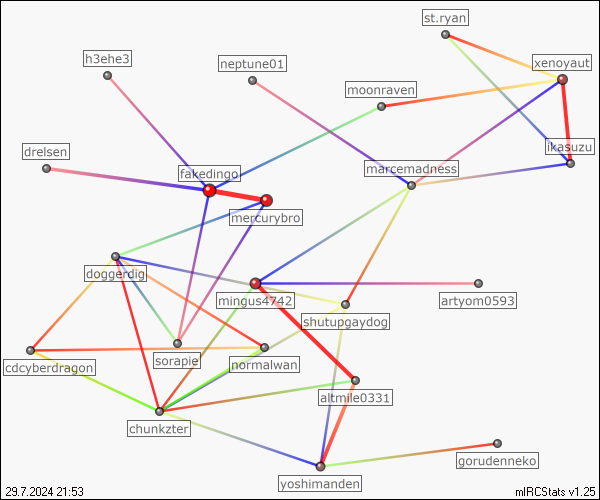 st.ryan
h3ehe3
neptune01
xenoyaut
moonraven
drelsen
ikasuzu
fakedingo
marcemadness
mercurybro
doggerdig
mingus4742
artyom0593
shutupgaydog
cdcyberdragon
sorapie
normalwan
altmile0331
chunkzter
gorudenneko
yoshimanden
29.7.2024 21:53
mIRCStats v1.25